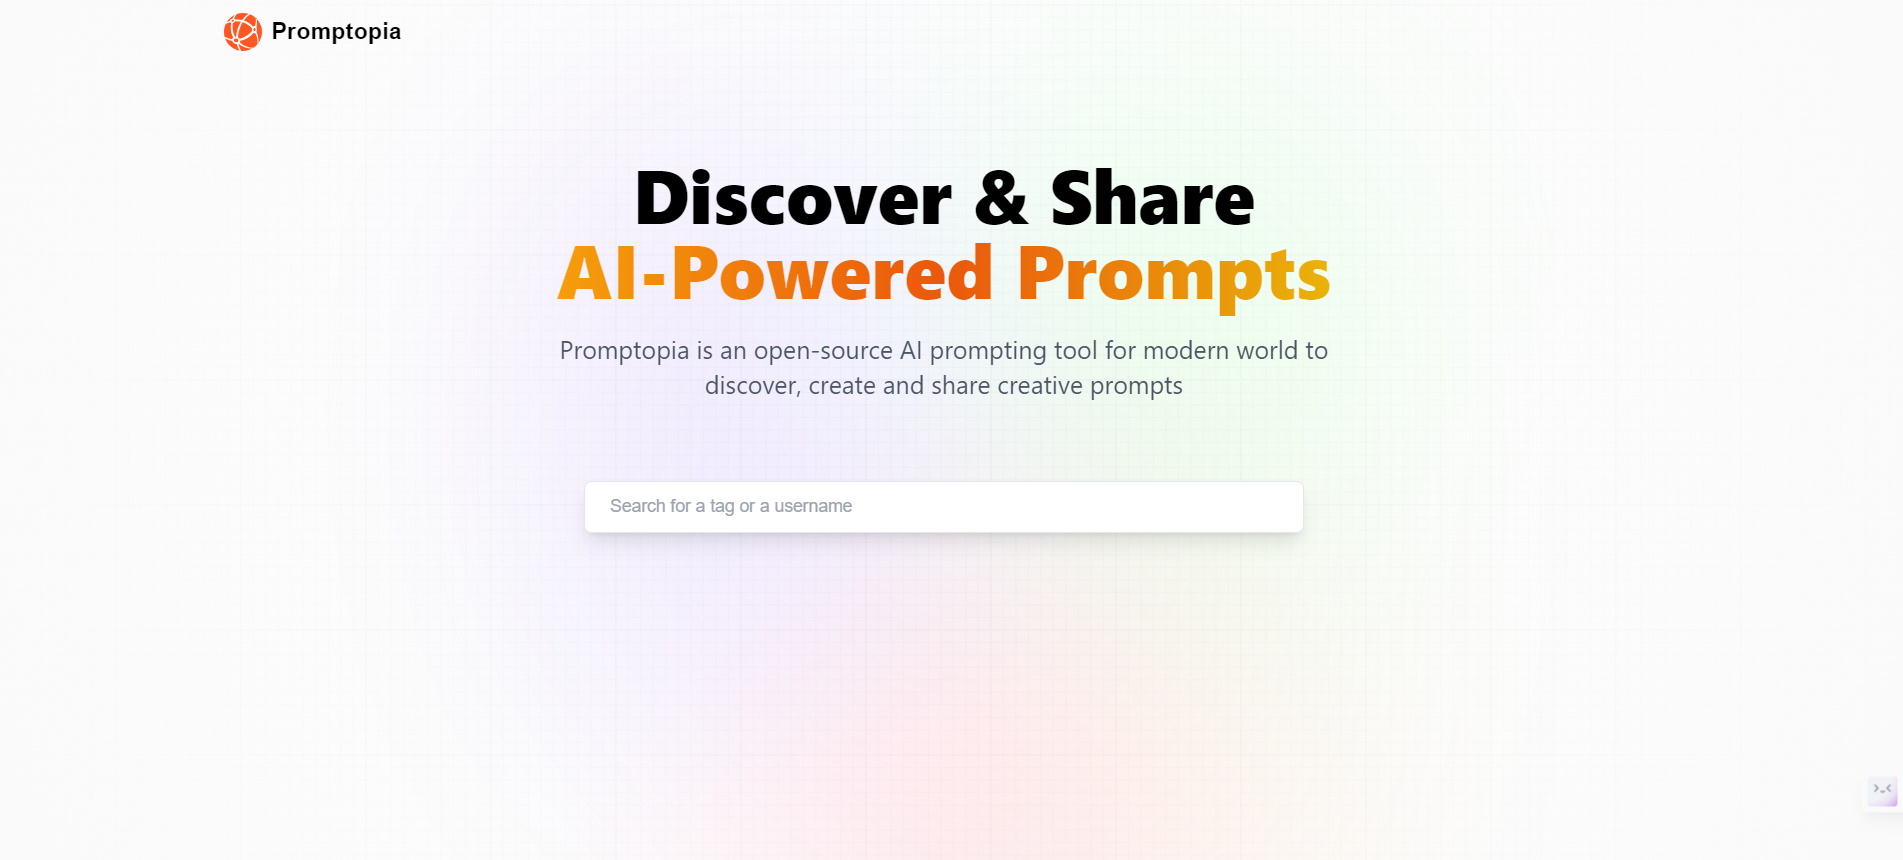 Promptopia
Discover & Share
AI-Powered Prompts
Promptopia is an open-source AI prompting tool for modern world to
discover, create and share creative prompts
Search for a tag or a username